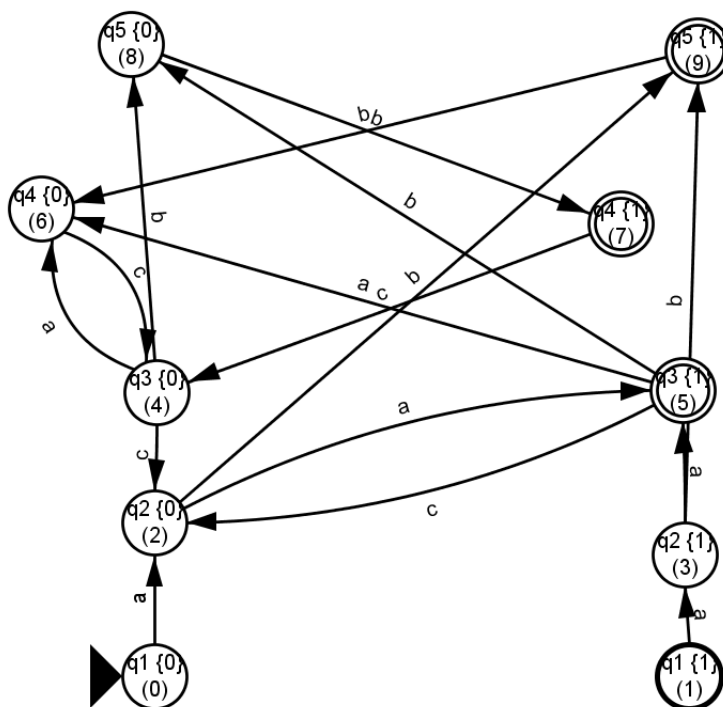 q5 {0}
(8)
q5 {1}
(9)
b
b
q4 {0}
(6)
b
b
q4 {1}
(7)
c
a
c
b
b
a
q3 {0}
(4)
q3 {1}
(5)
a
c
c
a
q2 {0}
(2)
q2 {1}
(3)
a
a
q1 {0}
(0)
q1 {1}
(1)